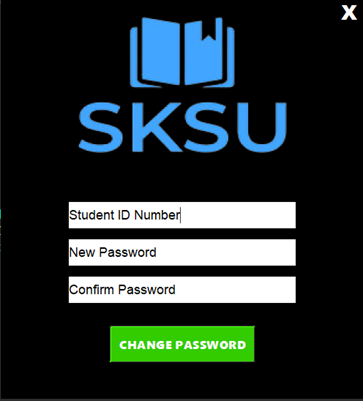 X
SKSU
Student ID Number
New Password
Confirm Password
CHANGE PASSWORD